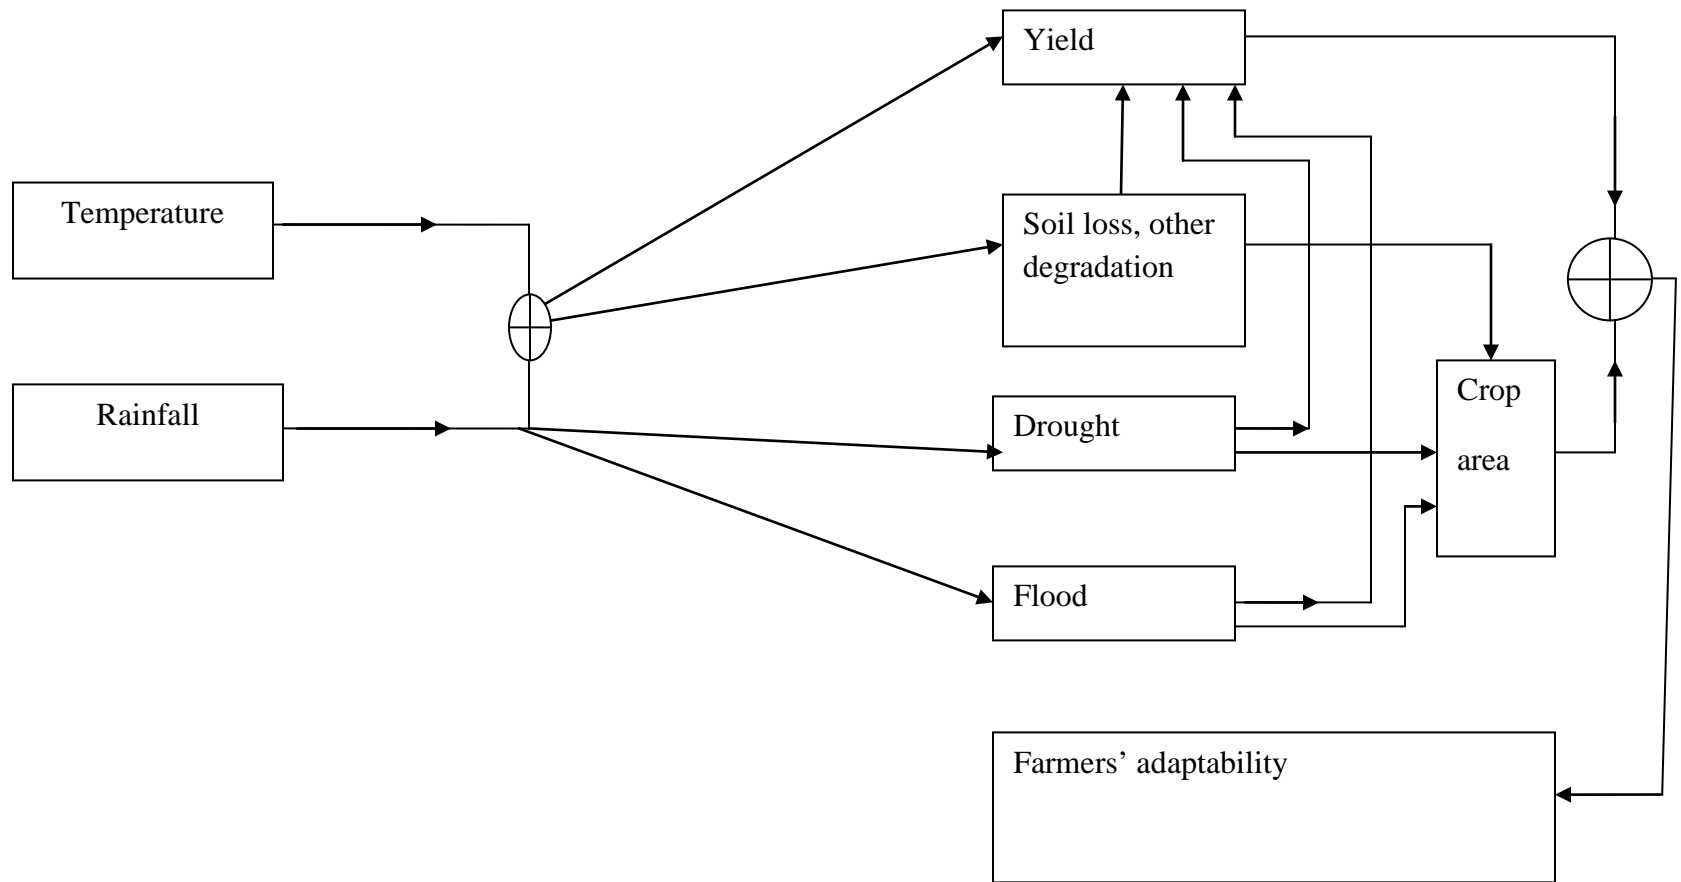 Yield
Temperature
Soil loss, other
degradation
Rainfall
Crop
area
Drought
Flood
Farmers’ adaptability